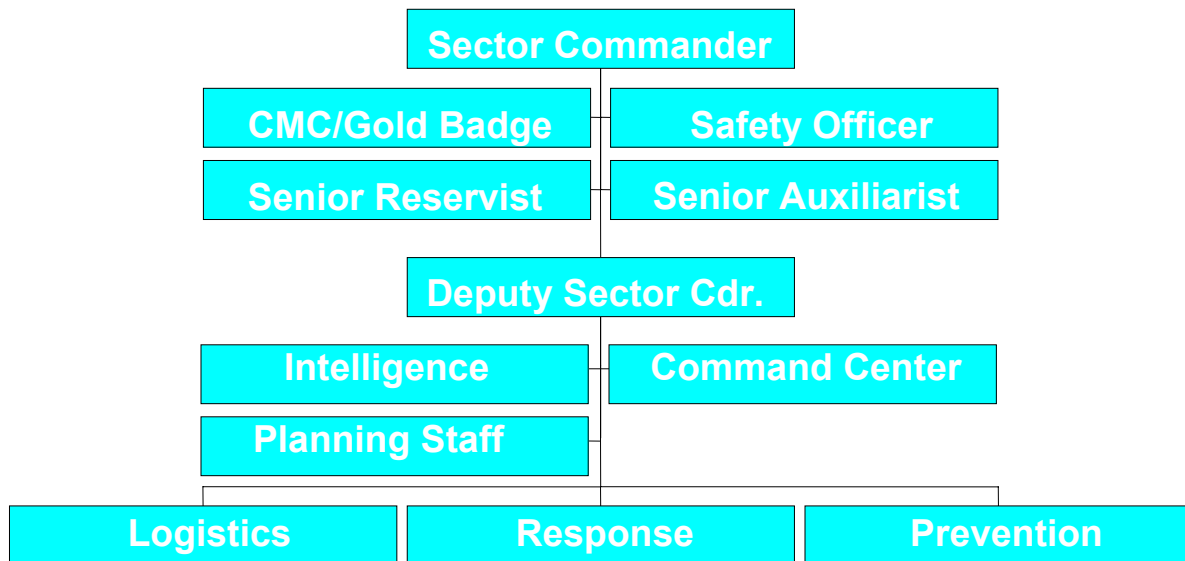 Sector Commander
CMC/Gold Badge
Safety Officer
Senior Reservist
Senior Auxiliarist
Deputy Sector Cdr.
Intelligence
Command Center
Planning Staff
Logistics
Response
Prevention